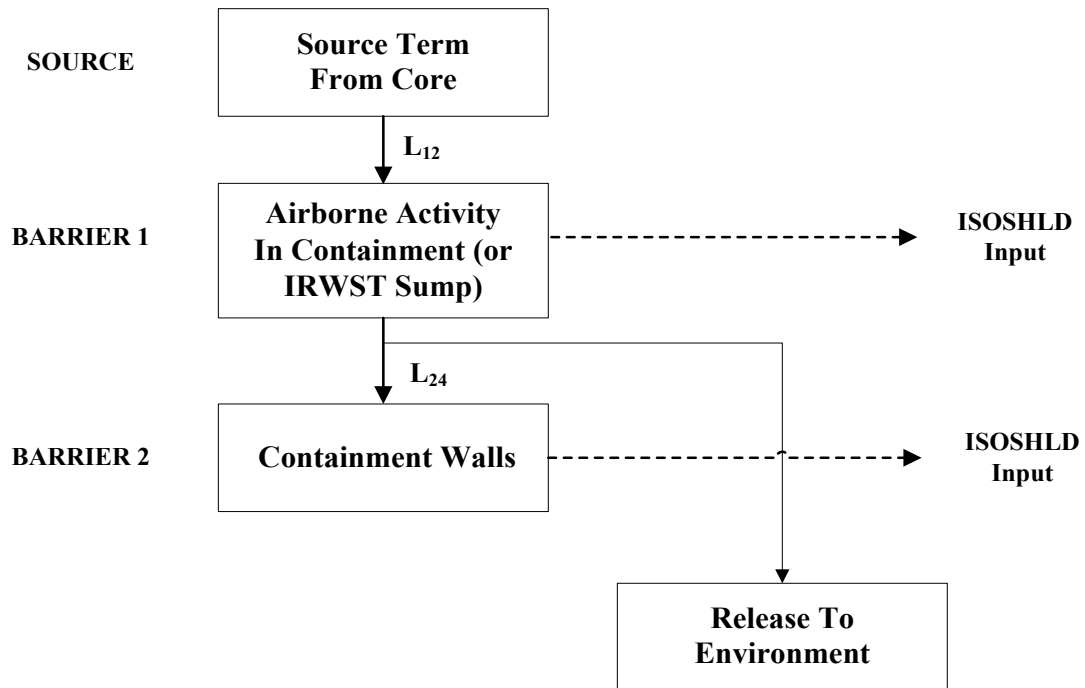 SOURCE
Source Term
From Core
L₁₂
BARRIER 1
Airborne Activity
In Containment (or
IRWST Sump)
ISOSHLD
Input
L₂₄
BARRIER 2
Containment Walls
ISOSHLD
Input
Release To
Environment